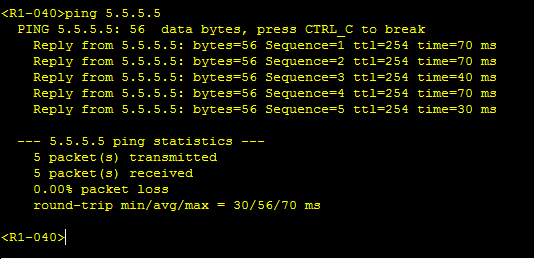 <R1-040>ping 5.5.5.5
  PING 5.5.5.5: 56  data bytes, press CTRL_C to break
    Reply from 5.5.5.5: bytes=56 Sequence=1 ttl=254 time=70 ms
    Reply from 5.5.5.5: bytes=56 Sequence=2 ttl=254 time=70 ms
    Reply from 5.5.5.5: bytes=56 Sequence=3 ttl=254 time=40 ms
    Reply from 5.5.5.5: bytes=56 Sequence=4 ttl=254 time=70 ms
    Reply from 5.5.5.5: bytes=56 Sequence=5 ttl=254 time=30 ms

  --- 5.5.5.5 ping statistics ---
    5 packet(s) transmitted
    5 packet(s) received
    0.00% packet loss
    round-trip min/avg/max = 30/56/70 ms

<R1-040>